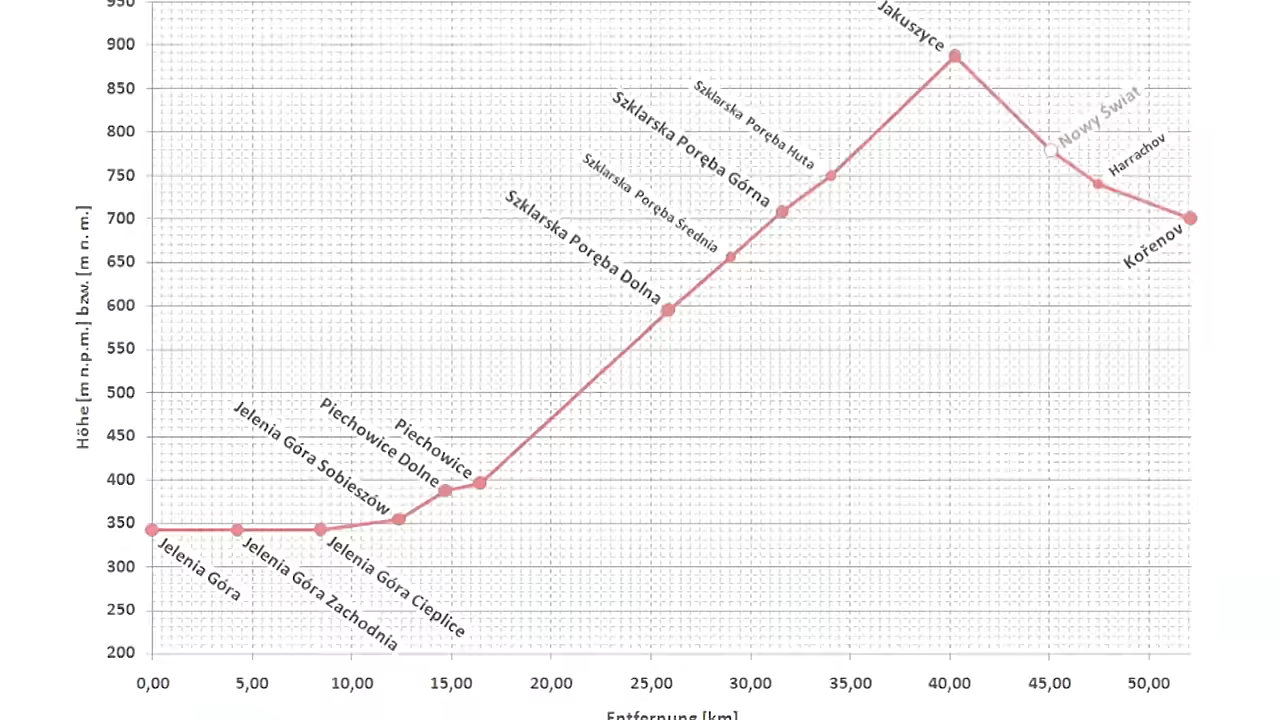 950
900
850
800
750
700
650
600
550
500
450
400
350
300
250
200
Höhe [m n.p.m.] bzw. [m n. m.]
Jakuszyce
Nowy Świat
Harrachov
Kořenov
Szklarska Poręba Huta
Szklarska Poręba Górna
Szklarska Poręba Średnia
Szklarska Poręba Dolna
Piechowice
Piechowice Dolne
Jelenia Góra Sobieszów
Jelenia Góra
Jelenia Góra Zachodnia
Jelenia Góra Cieplice
0,00 5,00 10,00 15,00 20,00 25,00 30,00 35,00 40,00 45,00 50,00
Entfernung [km]